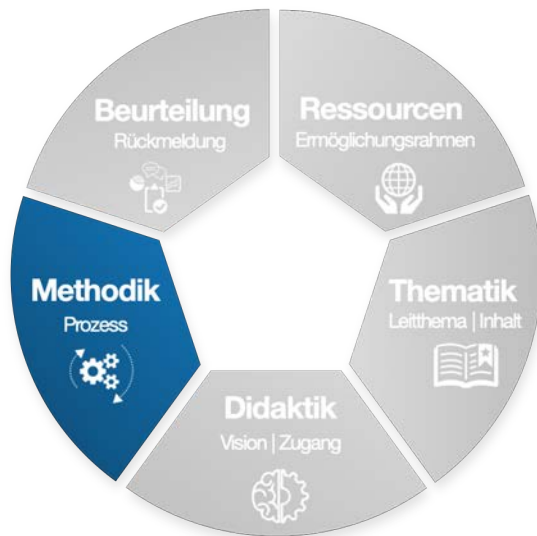 Beurteilung
Rückmeldung
Ressourcen
Ermöglichungsrahmen
Methodik
Prozess
Thematik
Leitthema | Inhalt
Didaktik
Vision | Zugang